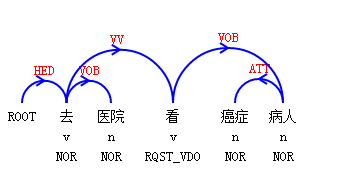 VV VOB
HED VOB ATT
ROOT 去 医院 看 癌症 病人
v n v n n
NOR NOR RQST_VDO NOR NOR